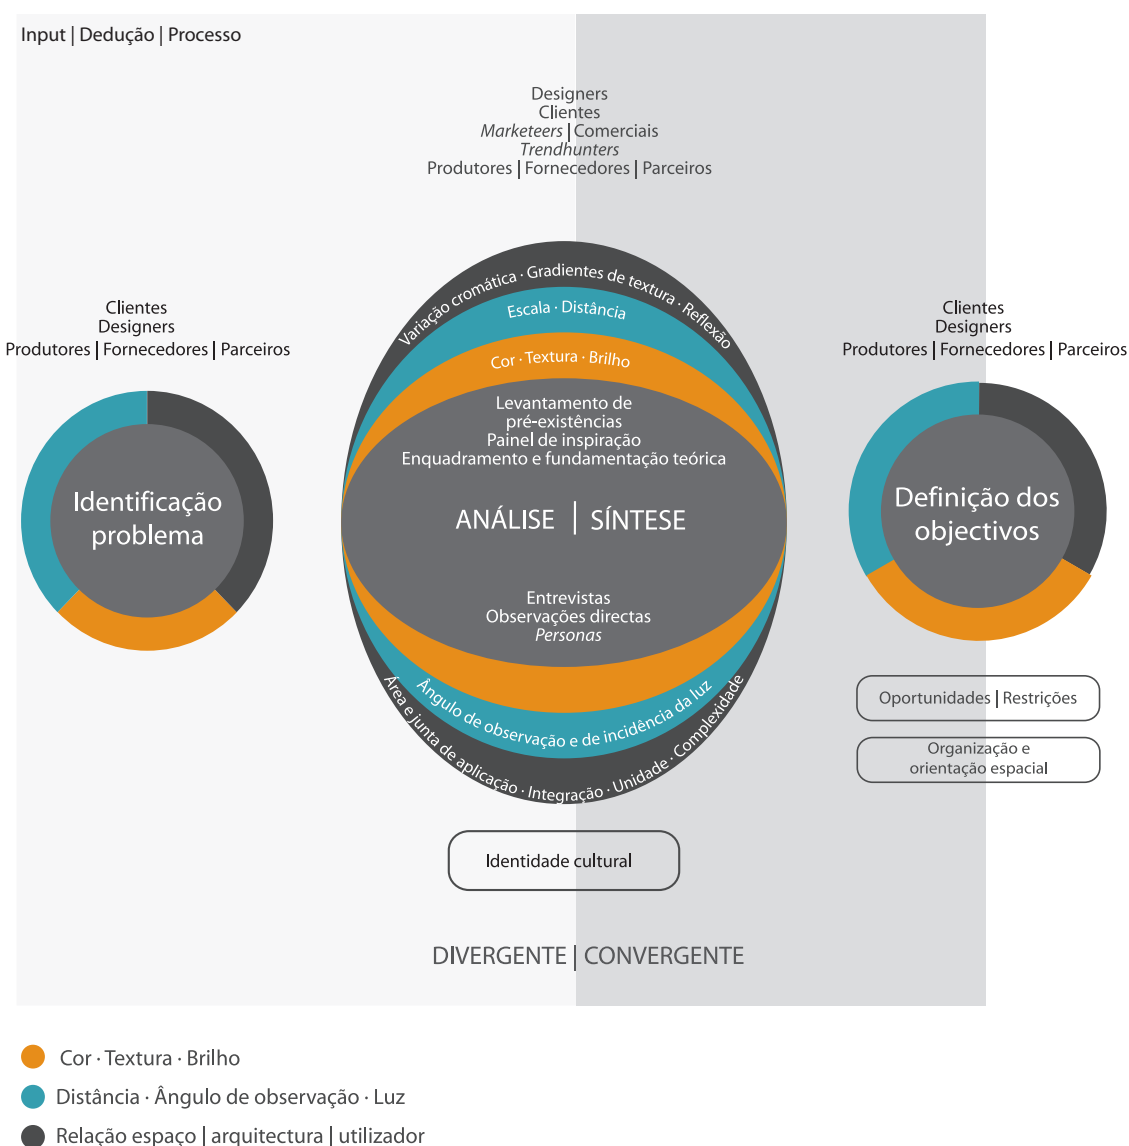 Input | Dedução | Processo
Designers
Clientes
Marketeers | Comerciais
Trendhunters
Produtores | Fornecedores | Parceiros
Clientes
Designers
Produtores | Fornecedores | Parceiros
Identificação
problema
Variação cromática · Gradientes de textura · Reflexão
Escala · Distância
Cor · Textura · Brilho
Levantamento de
pré-existências
Painel de inspiração
Enquadramento e fundamentação teórica
ANÁLISE | SÍNTESE
Entrevistas
Observações directas
Personas
Ângulo de observação e de incidência da luz
Área e junta de aplicação · Integração · Unidade · Complexidade
Clientes
Designers
Produtores | Fornecedores | Parceiros
Definição dos
objectivos
Oportunidades | Restrições
Organização e
orientação espacial
Identidade cultural
DIVERGENTE | CONVERGENTE
Cor · Textura · Brilho
Distância · Ângulo de observação · Luz
Relação espaço | arquitectura | utilizador